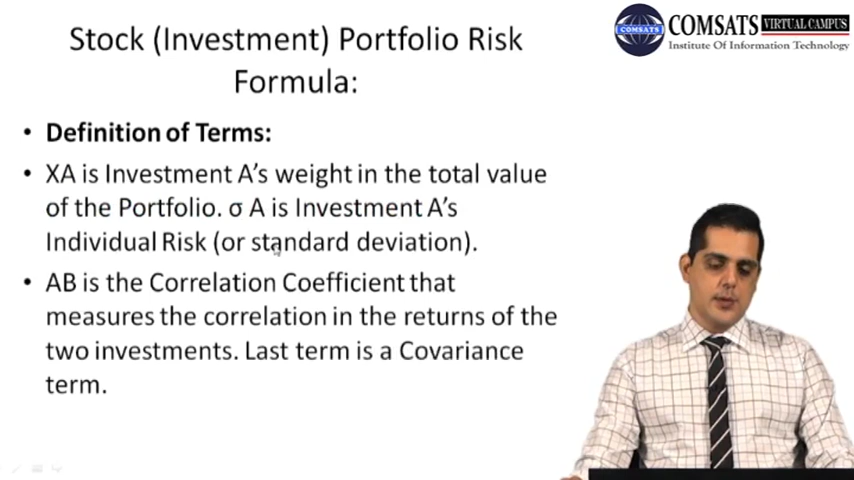 Stock (Investment) Portfolio Risk
Formula:
COMSATS VIRTUAL CAMPUS
Institute Of Information Technology
COMSATS
• Definition of Terms:
• XA is Investment A's weight in the total value
of the Portfolio. σ A is Investment A's
Individual Risk (or standard deviation).
• AB is the Correlation Coefficient that
measures the correlation in the returns of the
two investments. Last term is a Covariance
term.